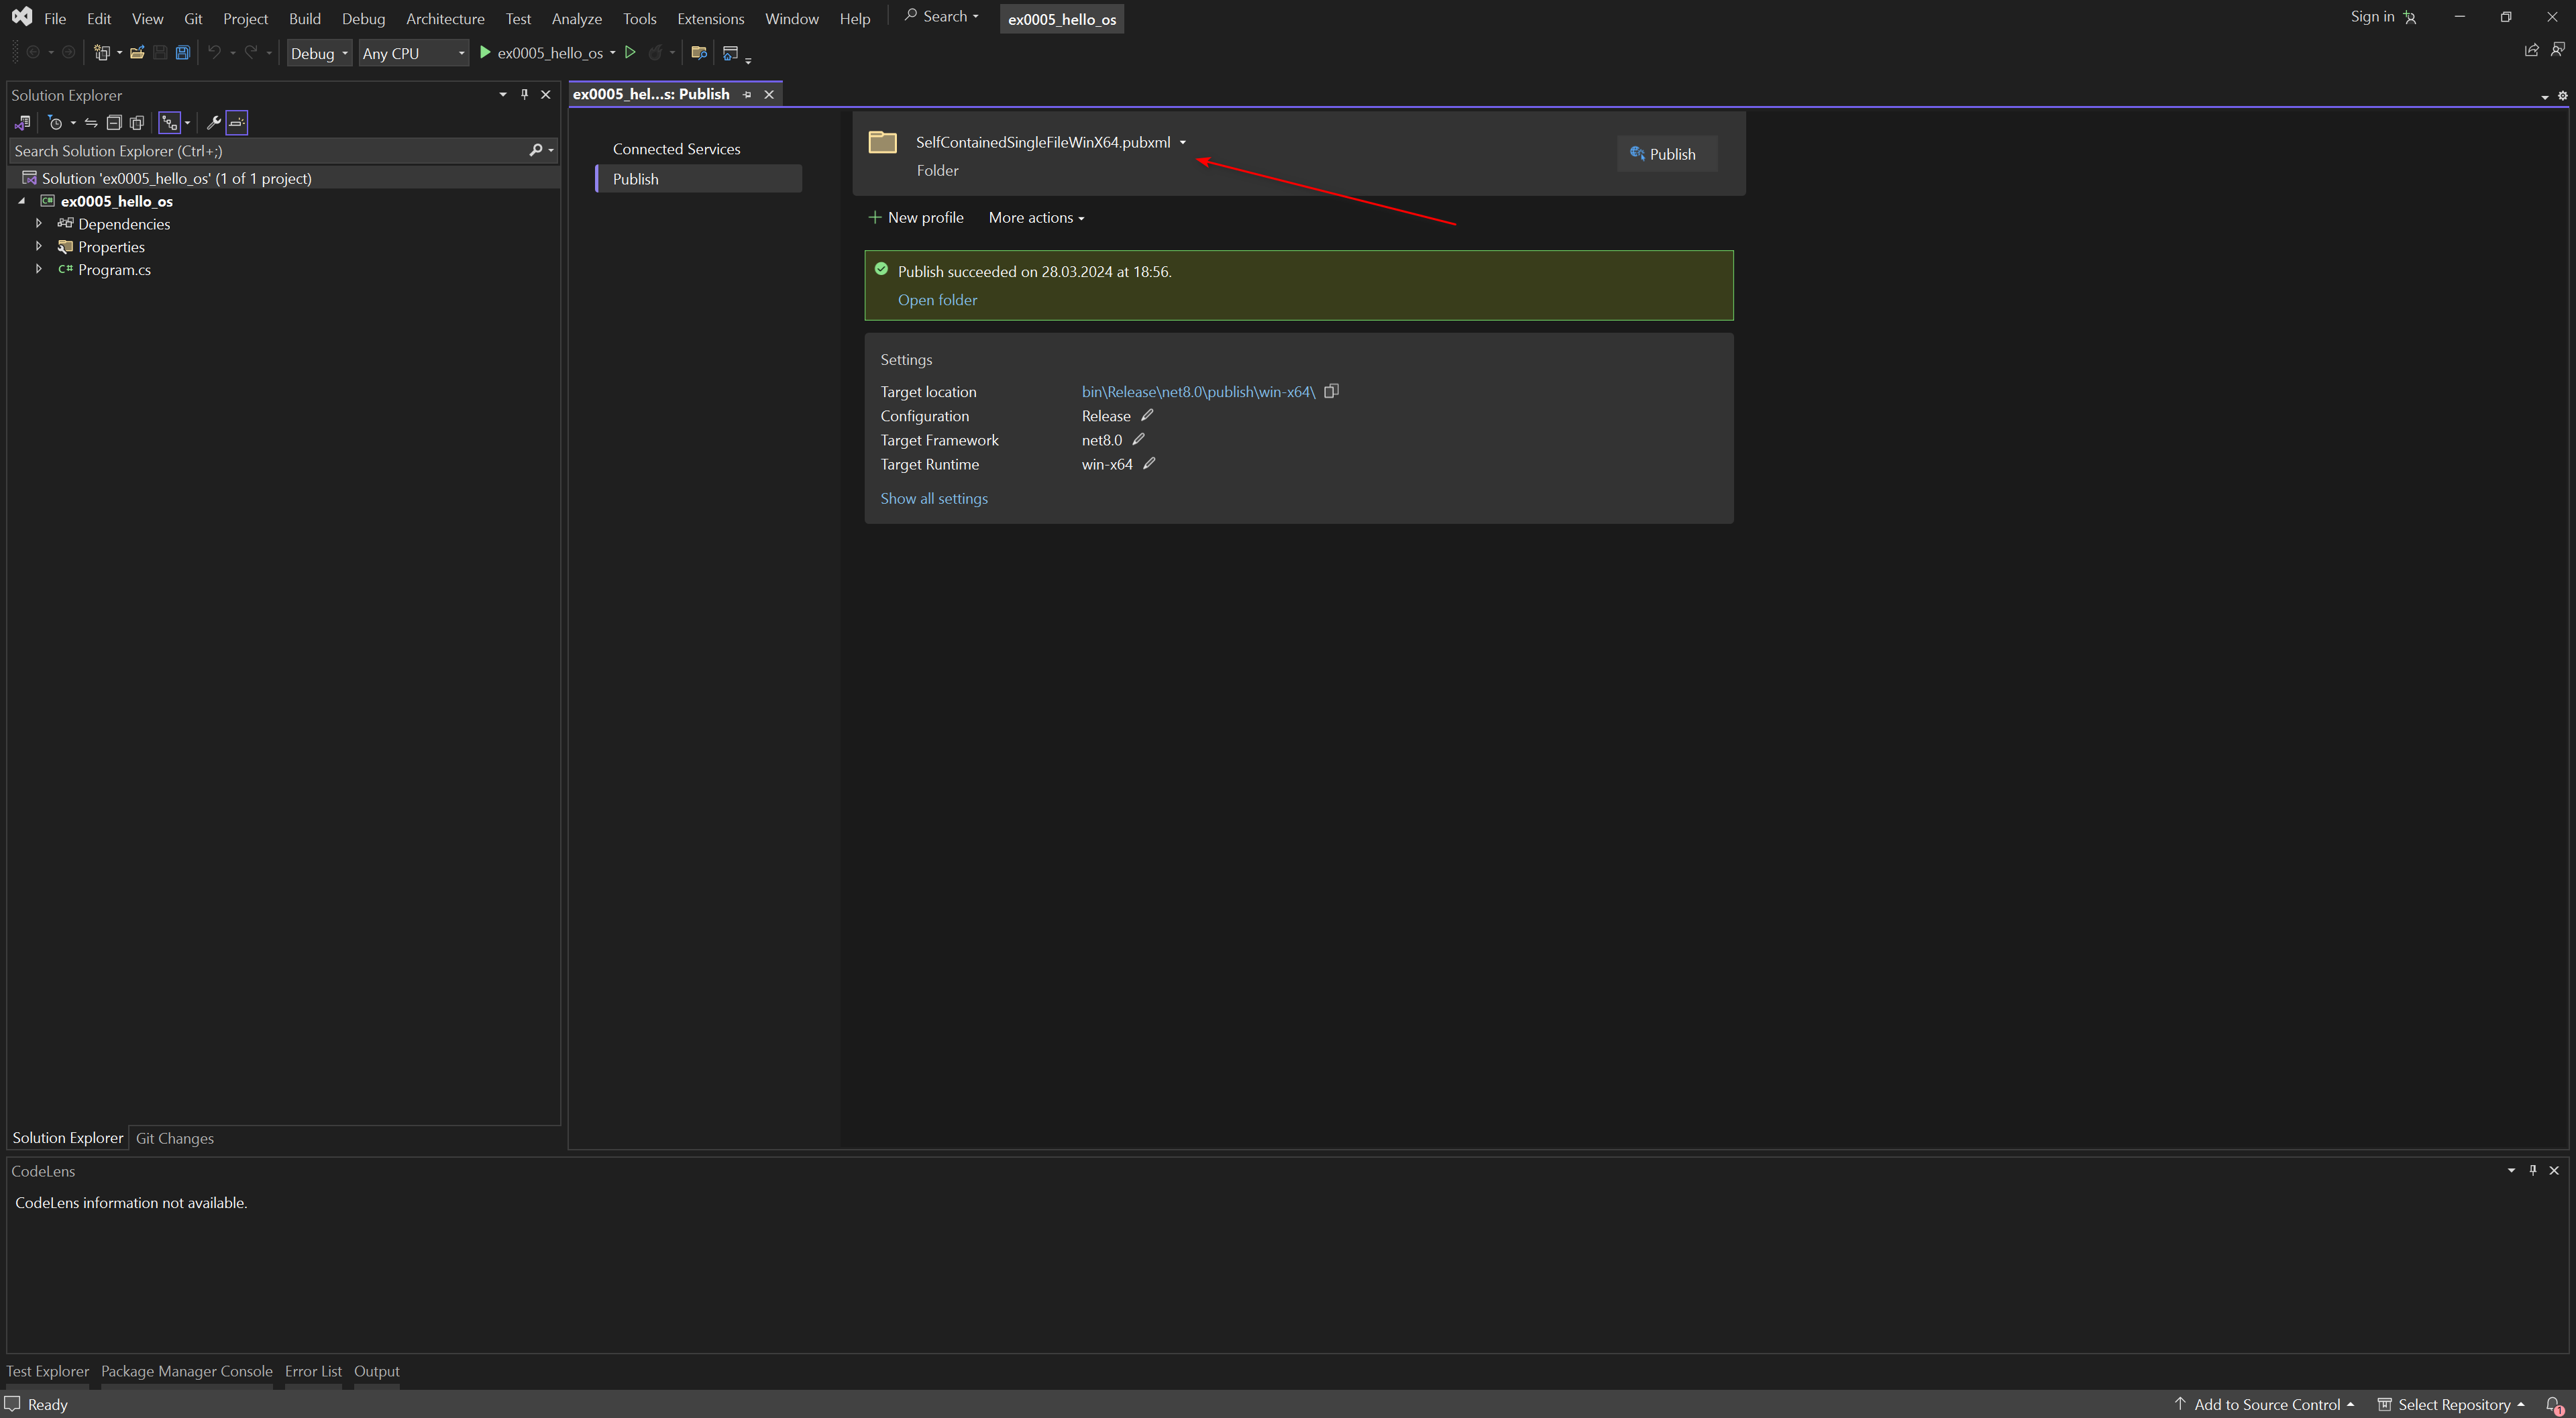 File Edit View Git Project Build Debug Architecture Test Analyze Tools Extensions Window Help Search ex0005_hello_os Sign in
Debug Any CPU ex0005_hello_os
Solution Explorer
Search Solution Explorer (Ctrl+;)
Solution 'ex0005_hello_os' (1 of 1 project)
C# ex0005_hello_os
Dependencies
Properties
C# Program.cs
Solution Explorer Git Changes
ex0005_hel...s: Publish
Connected Services
Publish
SelfContainedSingleFileWinX64.pubxml
Folder
Publish
New profile More actions
Publish succeeded on 28.03.2024 at 18:56.
Open folder
Settings
Target location bin\Release\net8.0\publish\win-x64\
Configuration Release
Target Framework net8.0
Target Runtime win-x64
Show all settings
CodeLens
CodeLens information not available.
Test Explorer Package Manager Console Error List Output
Ready Add to Source Control Select Repository 1